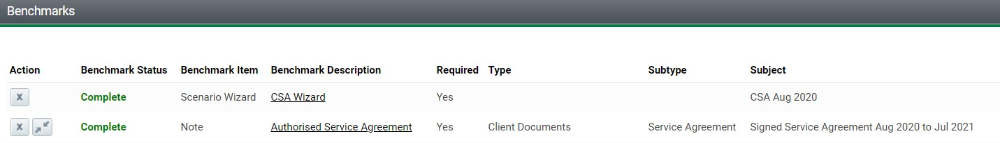 Benchmarks
Action Benchmark Status Benchmark Item Benchmark Description Required Type Subtype Subject
x Complete Scenario Wizard CSA Wizard Yes CSA Aug 2020
x Complete Note Authorised Service Agreement Yes Client Documents Service Agreement Signed Service Agreement Aug 2020 to Jul 2021